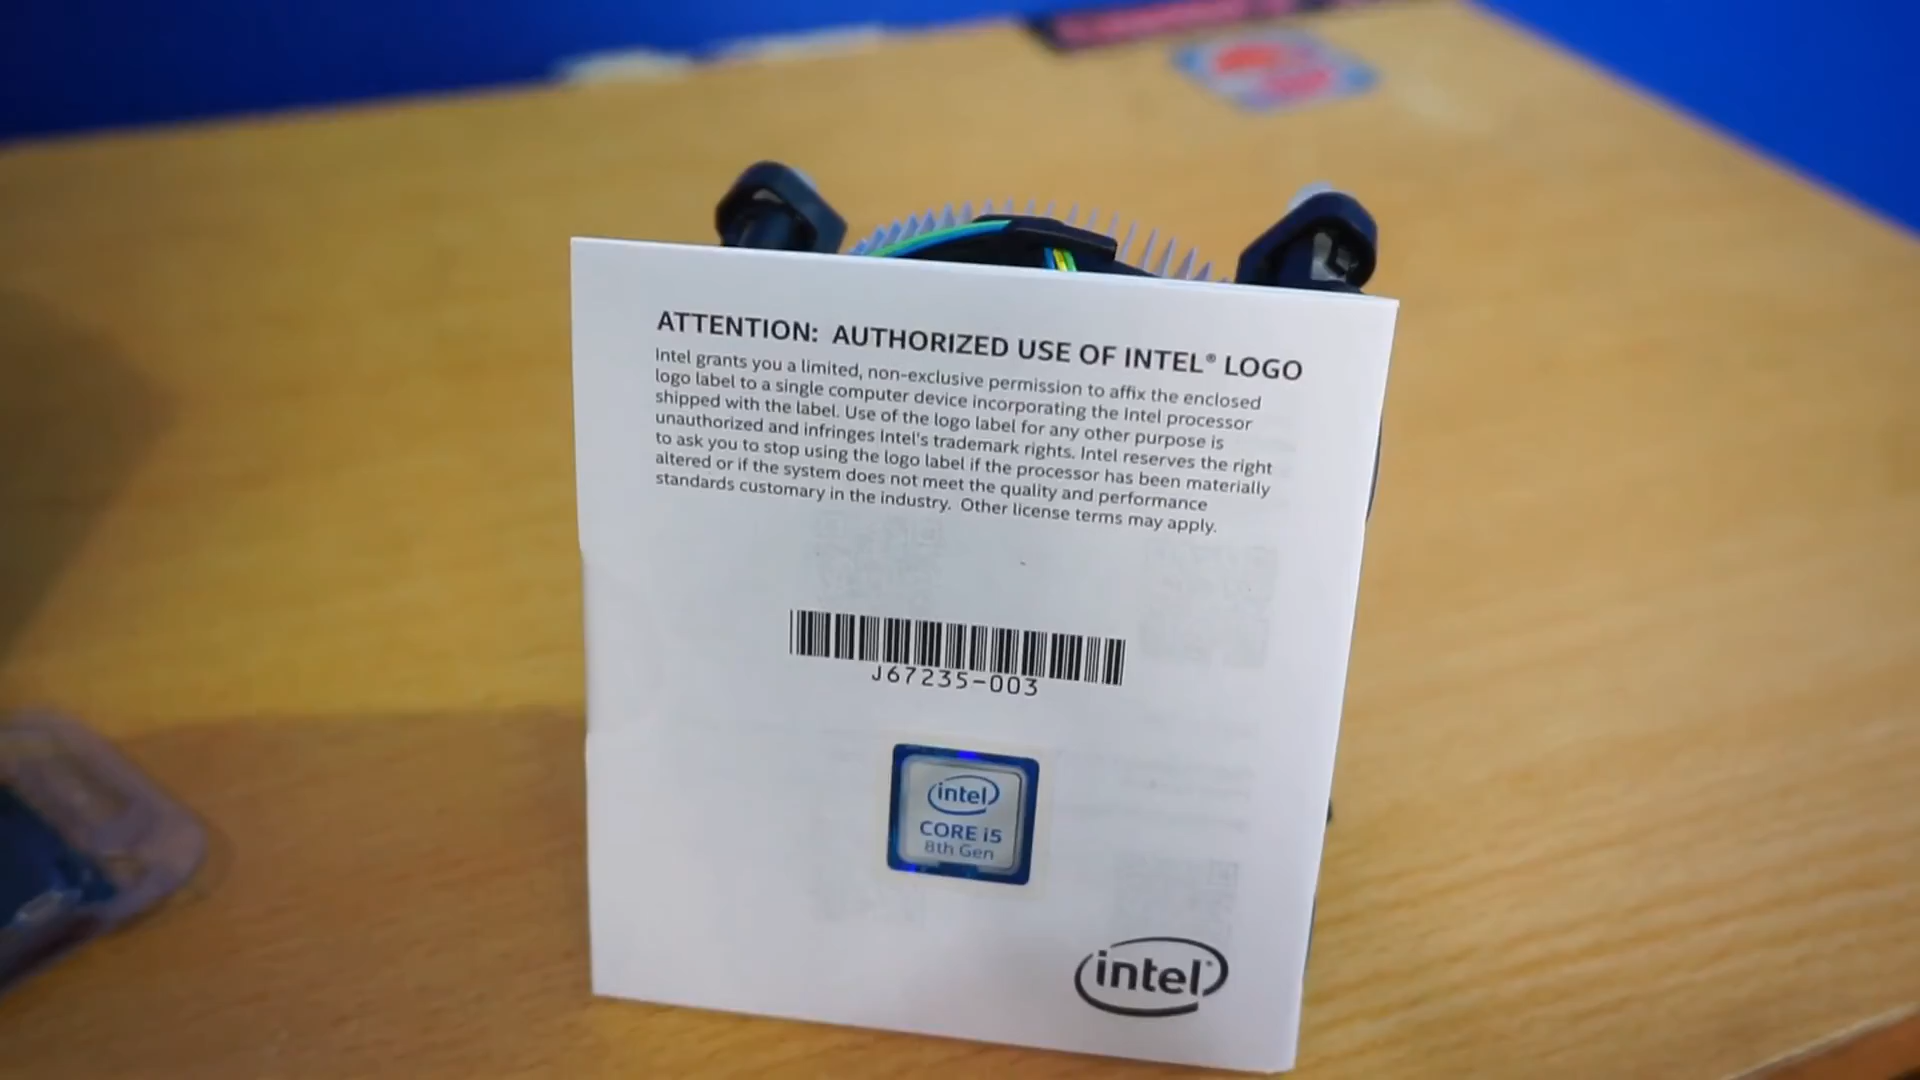 ATTENTION: AUTHORIZED USE OF INTEL® LOGO
Intel grants you a limited, non-exclusive permission to affix the enclosed
logo label to a single computer device incorporating the Intel processor
shipped with the label. Use of the logo label for any other purpose is
unauthorized and infringes Intel's trademark rights. Intel reserves the right
to ask you to stop using the logo label if the processor has been materially
altered or if the system does not meet the quality and performance
standards customary in the industry. Other license terms may apply.
J67235-003
intel
CORE i5
8th Gen
intel